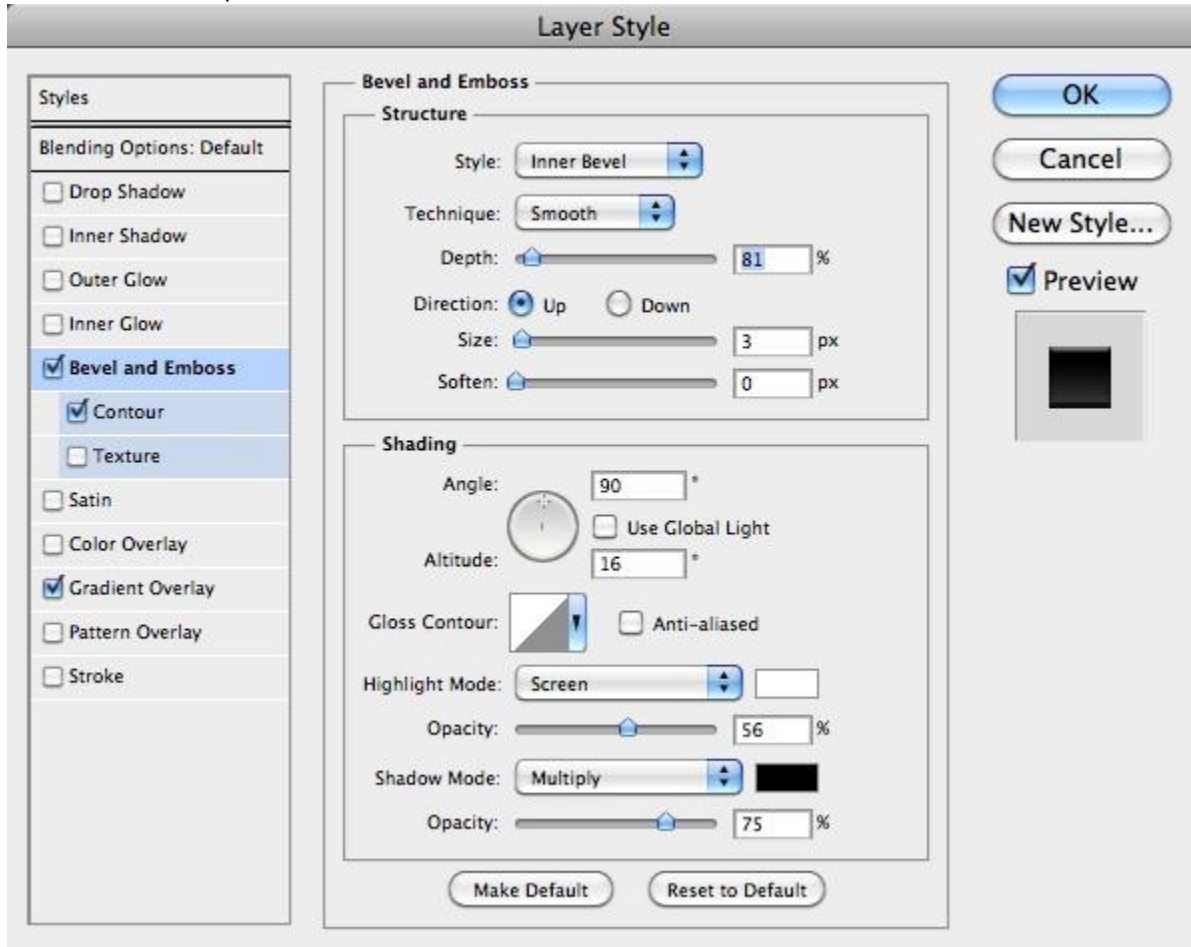 Layer Style
Styles
Blending Options: Default
Drop Shadow
Inner Shadow
Outer Glow
Inner Glow
Bevel and Emboss
Contour
Texture
Satin
Color Overlay
Gradient Overlay
Pattern Overlay
Stroke
Bevel and Emboss
Structure
Style: Inner Bevel
Technique: Smooth
Depth: 81 %
Direction: Up Down
Size: 3 px
Soften: 0 px
Shading
Angle: 90 °
Use Global Light
Altitude: 16 °
Gloss Contour: Anti-aliased
Highlight Mode: Screen
Opacity: 56 %
Shadow Mode: Multiply
Opacity: 75 %
Make Default Reset to Default
OK
Cancel
New Style...
Preview